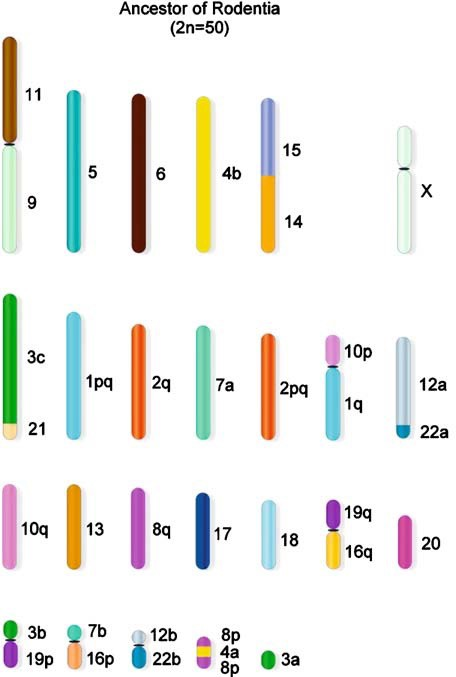 Ancestor of Rodentia
(2n=50)
11
9
5
6
4b
15
14
X
3c
21
1pq
2q
7a
2pq
10p
1q
12a
22a
10q
13
8q
17
18
19q
16q
20
3b
19p
7b
16p
12b
22b
8p
4a
8p
3a